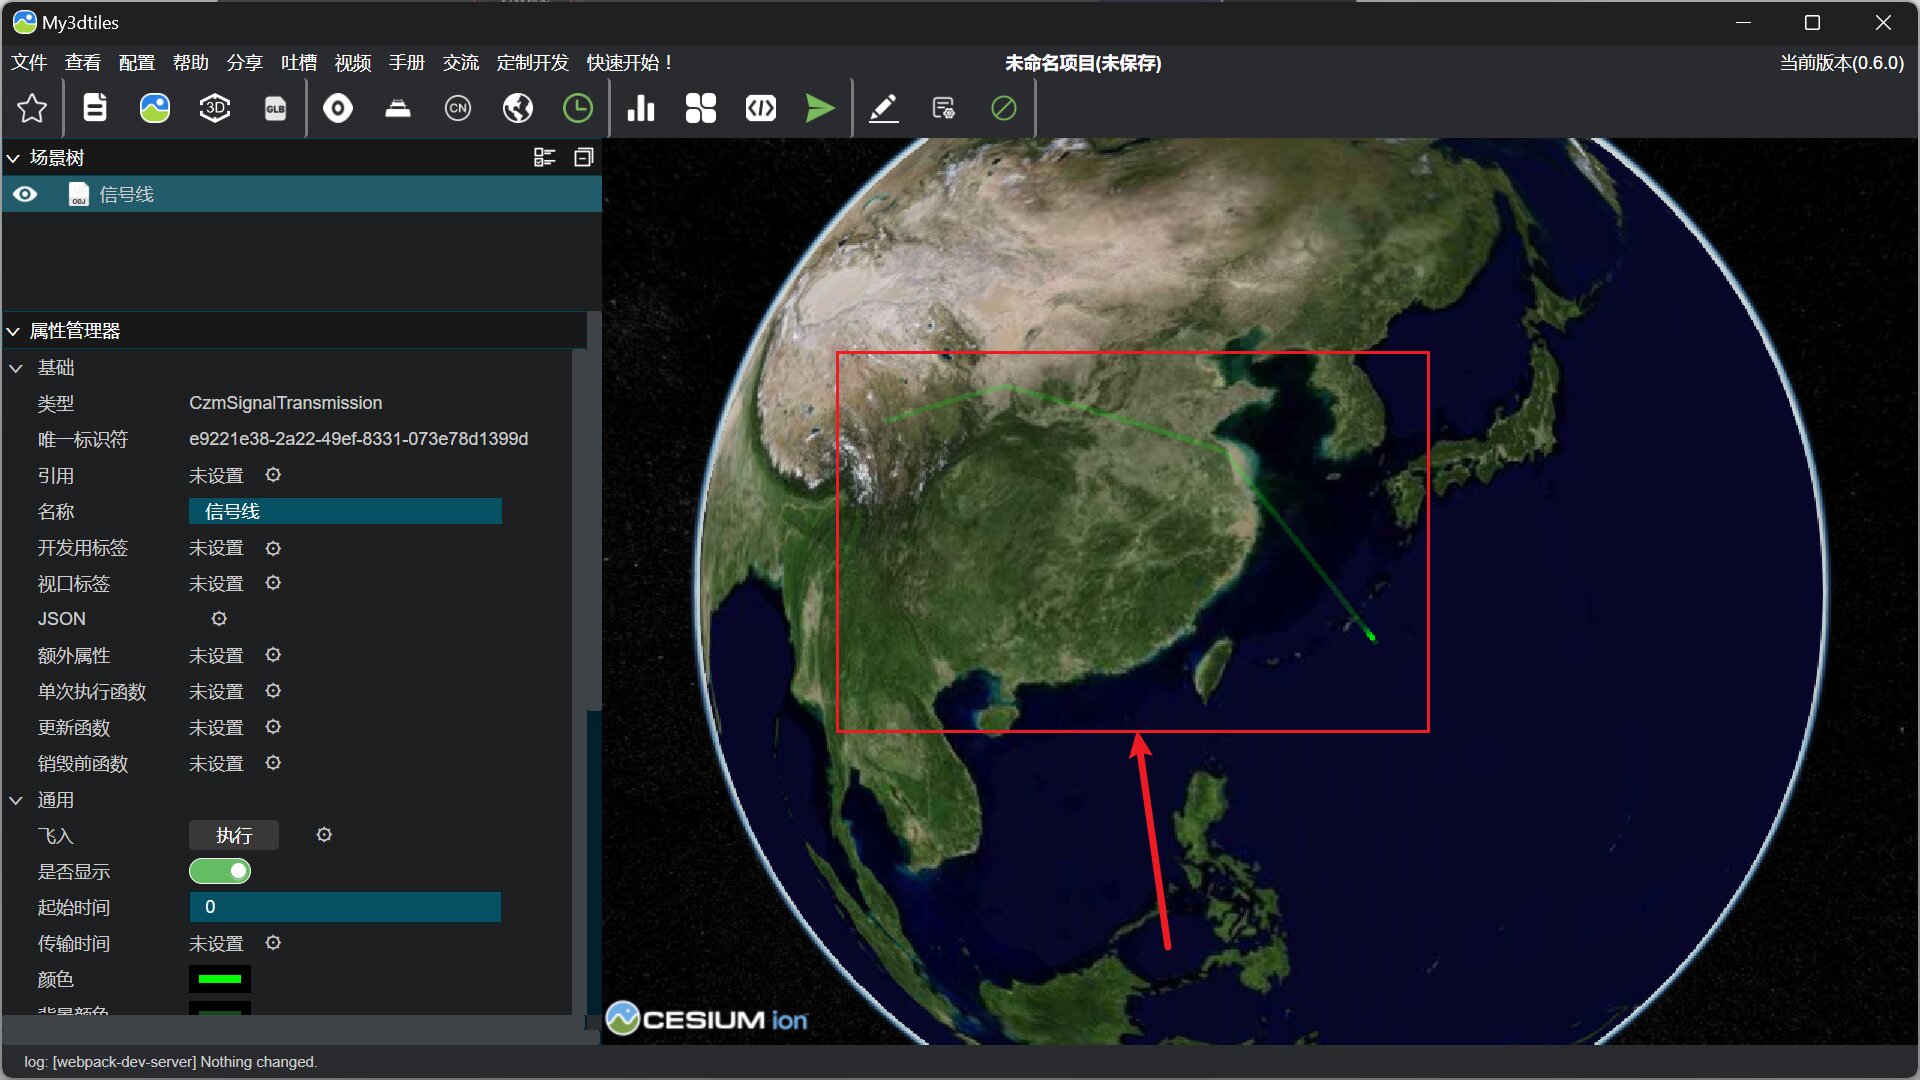 My3dtiles
文件 查看 配置 帮助 分享 吐槽 视频 手册 交流 定制开发 快速开始！ 未命名项目(未保存) 当前版本(0.6.0)
3D GLB CN
场景树
OBJ 信号线
属性管理器
基础
类型 CzmSignalTransmission
唯一标识符 e9221e38-2a22-49ef-8331-073e78d1399d
引用 未设置
名称 信号线
开发用标签 未设置
视口标签 未设置
JSON
额外属性 未设置
单次执行函数 未设置
更新函数 未设置
销毁前函数 未设置
通用
飞入 执行
是否显示
起始时间 0
传输时间 未设置
颜色
背景颜色
CESIUM ion
log: [webpack-dev-server] Nothing changed.